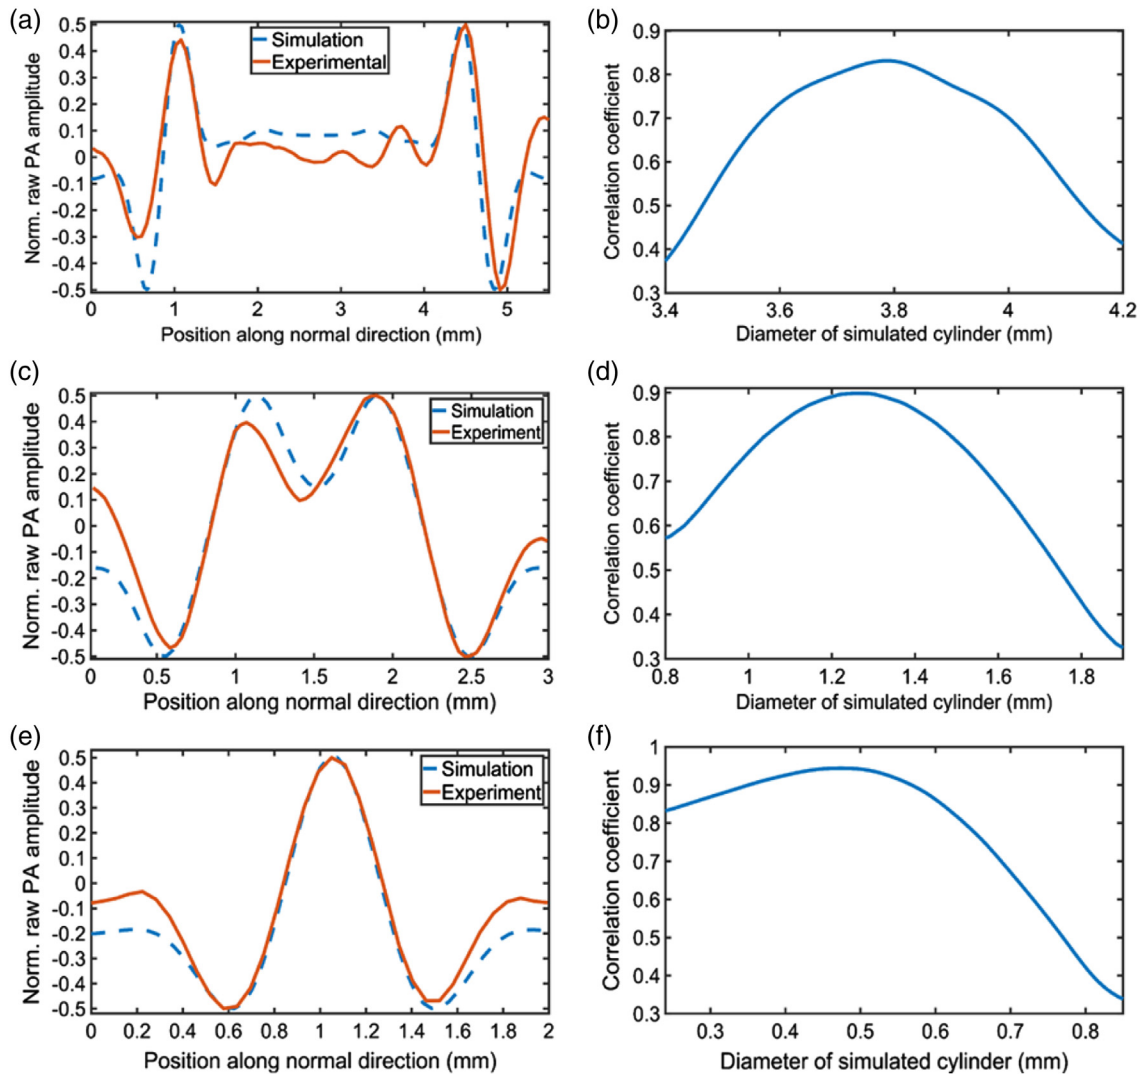 (a)
Norm. raw PA amplitude
0.5
0.4
0.3
0.2
0.1
0
-0.1
-0.2
-0.3
-0.4
-0.5
Simulation
Experimental
0 1 2 3 4 5
Position along normal direction (mm)
(b)
Correlation coefficient
0.9
0.8
0.7
0.6
0.5
0.4
0.3
3.4 3.6 3.8 4 4.2
Diameter of simulated cylinder (mm)
(c)
Norm. raw PA amplitude
0.5
0.4
0.3
0.2
0.1
0
-0.1
-0.2
-0.3
-0.4
-0.5
Simulation
Experiment
0 0.5 1 1.5 2 2.5 3
Position along normal direction (mm)
(d)
Correlation coefficient
0.9
0.8
0.9
0.6
0.5
0.4
0.3
0.8 1 1.2 1.4 1.6 1.8
Diameter of simulated cylinder (mm)
(e)
Norm. raw PA amplitude
0.5
0.4
0.3
0.2
0.1
0
-0.1
-0.2
-0.3
-0.4
-0.5
Simulation
Experiment
0 0.2 0.4 0.6 0.8 1 1.2 1.4 1.6 1.8 2
Position along normal direction (mm)
(f)
Correlation coefficient
1
0.9
0.8
0.7
0.6
0.5
0.4
0.3
0.3 0.4 0.5 0.6 0.7 0.8
Diameter of simulated cylinder (mm)